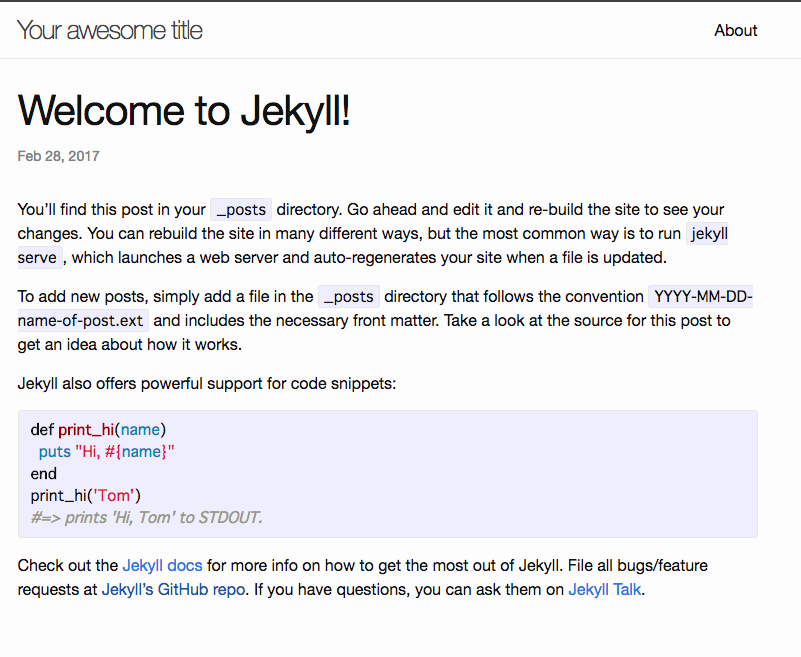 Your awesome title
About
Welcome to Jekyll!
Feb 28, 2017
You’ll find this post in your _posts directory. Go ahead and edit it and re-build the site to see your
changes. You can rebuild the site in many different ways, but the most common way is to run jekyll
serve , which launches a web server and auto-regenerates your site when a file is updated.
To add new posts, simply add a file in the _posts directory that follows the convention YYYY-MM-DD-
name-of-post.ext and includes the necessary front matter. Take a look at the source for this post to
get an idea about how it works.
Jekyll also offers powerful support for code snippets:
def print_hi(name)
  puts "Hi, #{name}"
end
print_hi('Tom')
#=> prints 'Hi, Tom' to STDOUT.
Check out the Jekyll docs for more info on how to get the most out of Jekyll. File all bugs/feature
requests at Jekyll’s GitHub repo. If you have questions, you can ask them on Jekyll Talk.